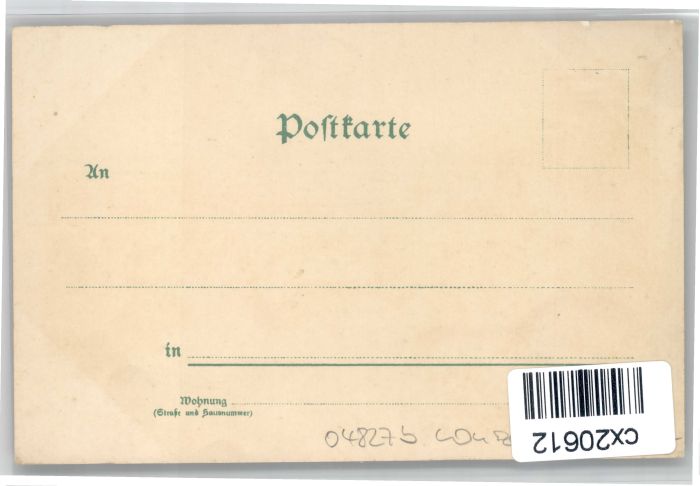 Poſtkarte
An
in
Wohnung
(Straße und Hausnummer)
04827b
cx20612